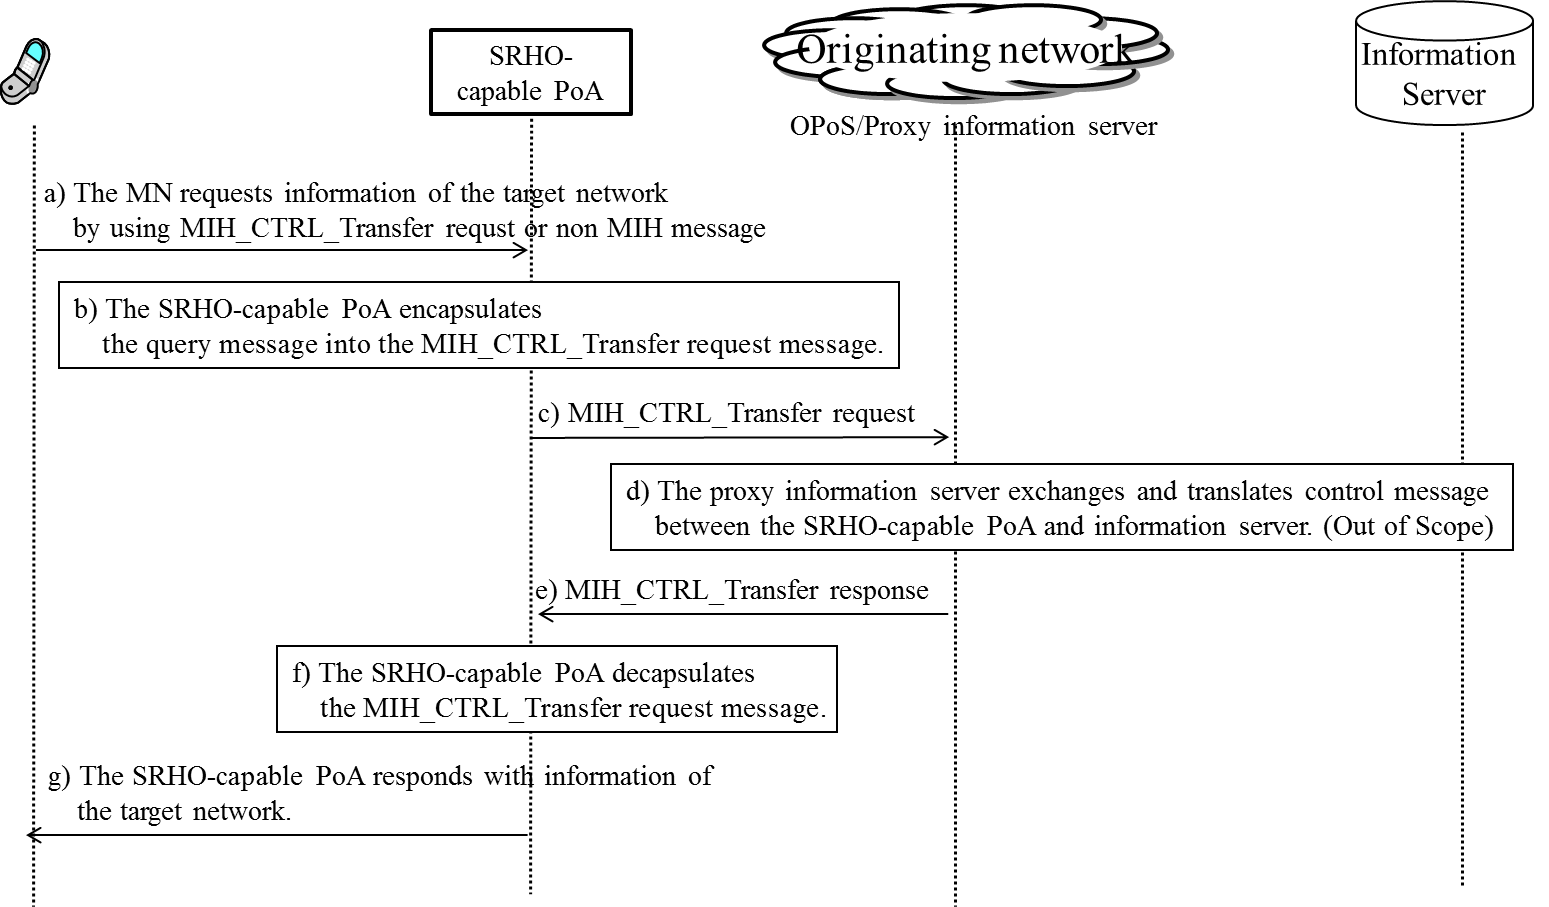 SRHO-
capable PoA
Originating network
OPoS/Proxy information server
Information
Server
a) The MN requests information of the target network
by using MIH_CTRL_Transfer requst or non MIH message
b) The SRHO-capable PoA encapsulates
the query message into the MIH_CTRL_Transfer request message.
c) MIH_CTRL_Transfer request
d) The proxy information server exchanges and translates control message
between the SRHO-capable PoA and information server. (Out of Scope)
e) MIH_CTRL_Transfer response
f) The SRHO-capable PoA decapsulates
the MIH_CTRL_Transfer request message.
g) The SRHO-capable PoA responds with information of
the target network.